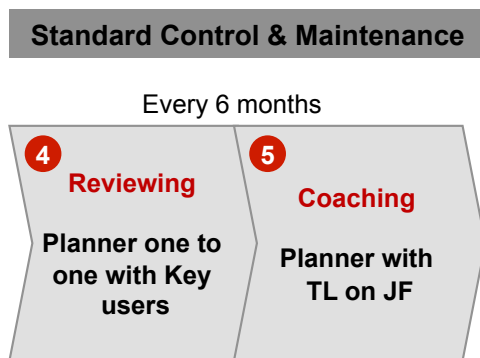 Standard Control & Maintenance
Every 6 months
4
Reviewing
Planner one to
one with Key
users
5
Coaching
Planner with
TL on JF